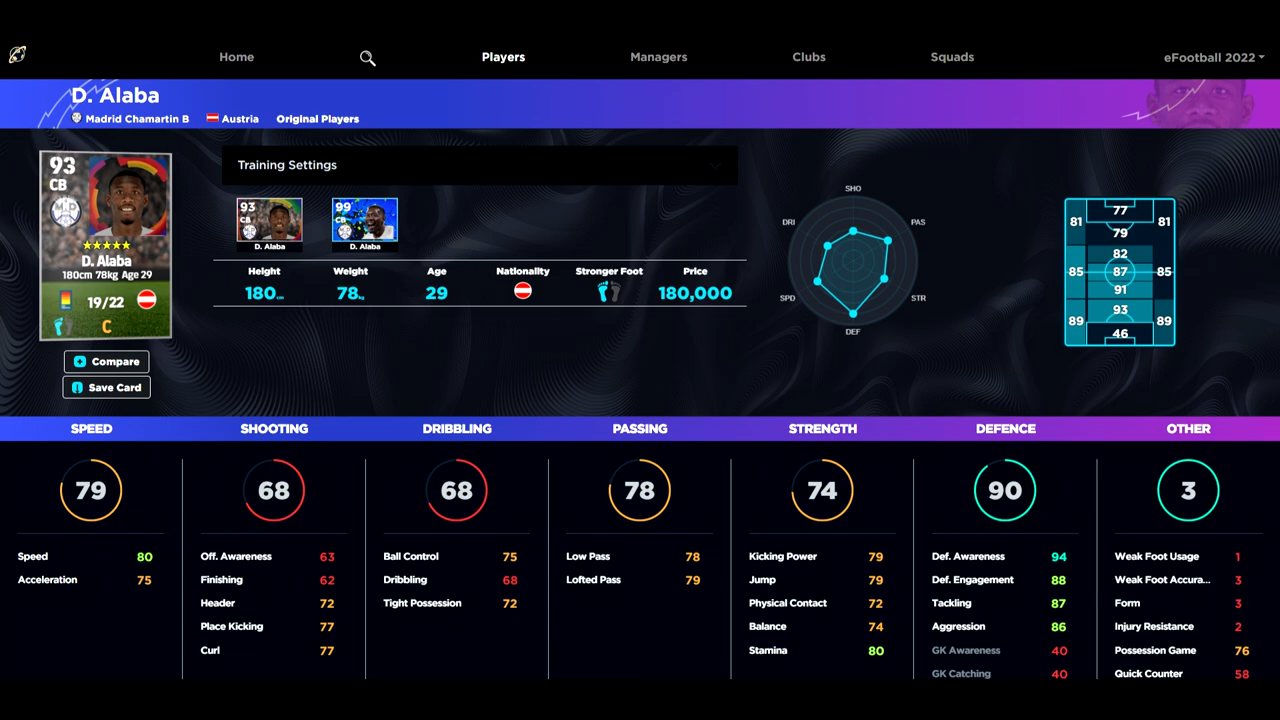 Home
Players
Managers
Clubs
Squads
eFootball 2022
D. Alaba
Madrid Chamartin B Austria Original Players
93
CB
D. Alaba
180cm 78kg Age 29
19/22
C
Compare
Save Card
Training Settings
93
CB
D. Alaba
99
CB
D. Alaba
Height Weight Age Nationality Stronger Foot Price
180cm 78kg 29 180,000
SHO
DRI PAS
SPD STR
DEF
77
81 81
79
82
85 87 85
91
93
89 89
46
SPEED SHOOTING DRIBBLING PASSING STRENGTH DEFENCE OTHER
79 68 68 78 74 90 3
Speed 80 Off. Awareness 63 Ball Control 75 Low Pass 78 Kicking Power 79 Def. Awareness 94 Weak Foot Usage 1
Acceleration 75 Finishing 62 Dribbling 68 Lofted Pass 79 Jump 79 Def. Engagement 88 Weak Foot Accura... 3
Header 72 Tight Possession 72 Physical Contact 72 Tackling 87 Form 3
Place Kicking 77 Balance 74 Aggression 86 Injury Resistance 2
Curl 77 Stamina 80 GK Awareness 40 Possession Game 76
GK Catching 40 Quick Counter 58